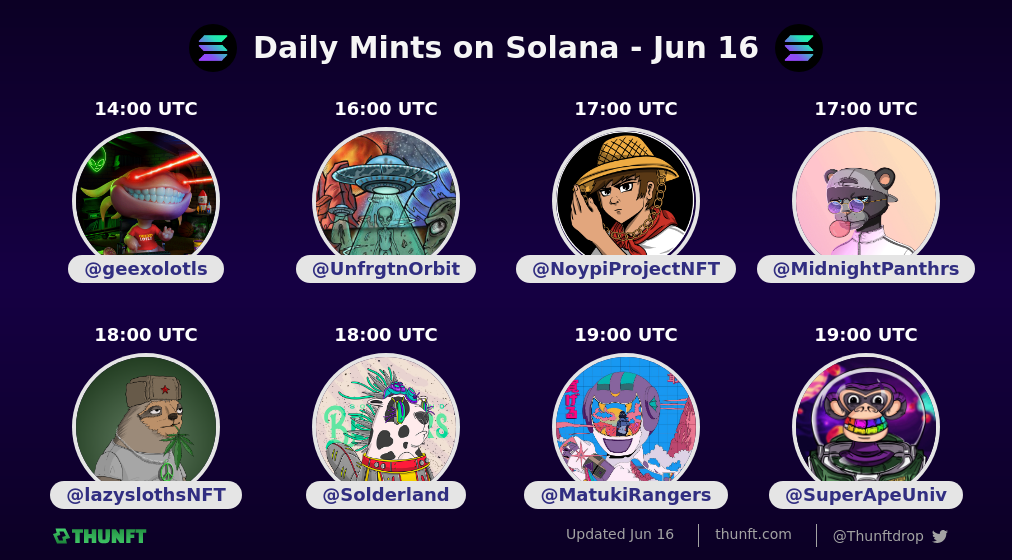 Daily Mints on Solana - Jun 16
14:00 UTC
16:00 UTC
17:00 UTC
17:00 UTC
@geexolotls
@UnfrgtnOrbit
@NoypiProjectNFT
@MidnightPanthrs
18:00 UTC
18:00 UTC
19:00 UTC
19:00 UTC
@lazyslothsNFT
@Solderland
@MatukiRangers
@SuperApeUniv
THUNFT
Updated Jun 16
thunft.com
@Thunftdrop